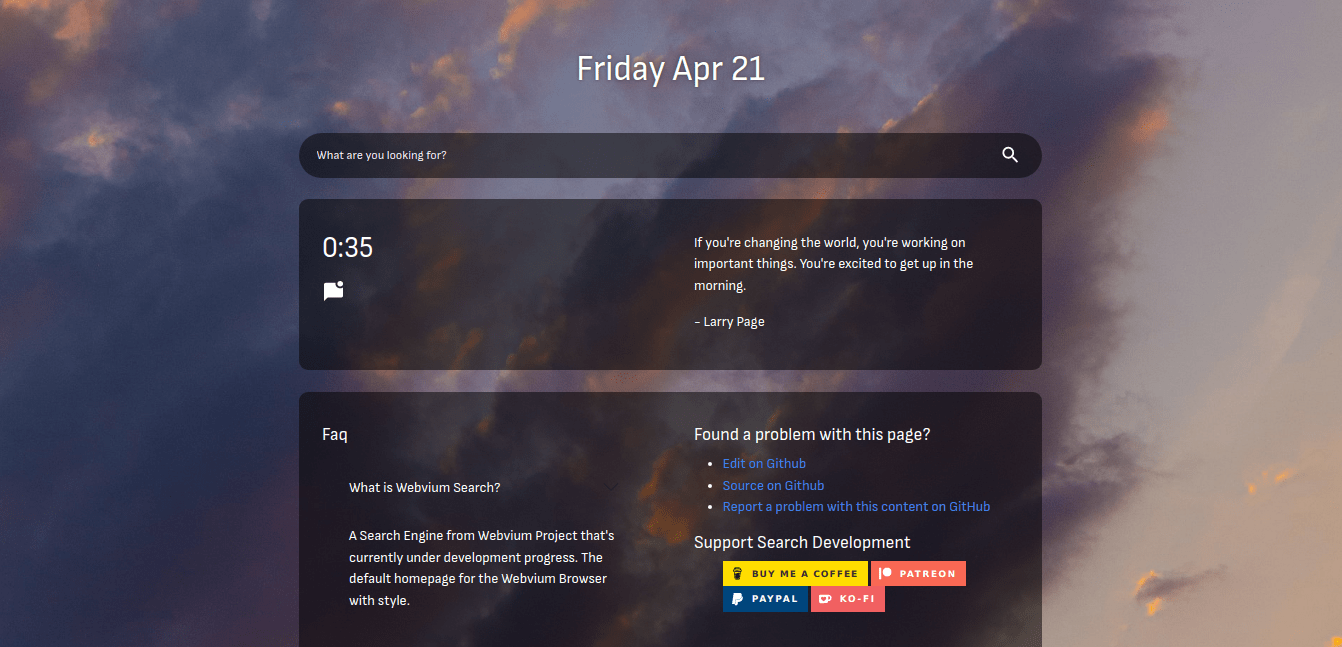 Friday Apr 21
What are you looking for?
0:35
If you're changing the world, you're working on
important things. You're excited to get up in the
morning.
- Larry Page
Faq
What is Webvium Search?
A Search Engine from Webvium Project that's
currently under development progress. The
default homepage for the Webvium Browser
with style.
Found a problem with this page?
Edit on Github
Source on Github
Report a problem with this content on GitHub
Support Search Development
BUY ME A COFFEE
PATREON
PAYPAL
KO-FI